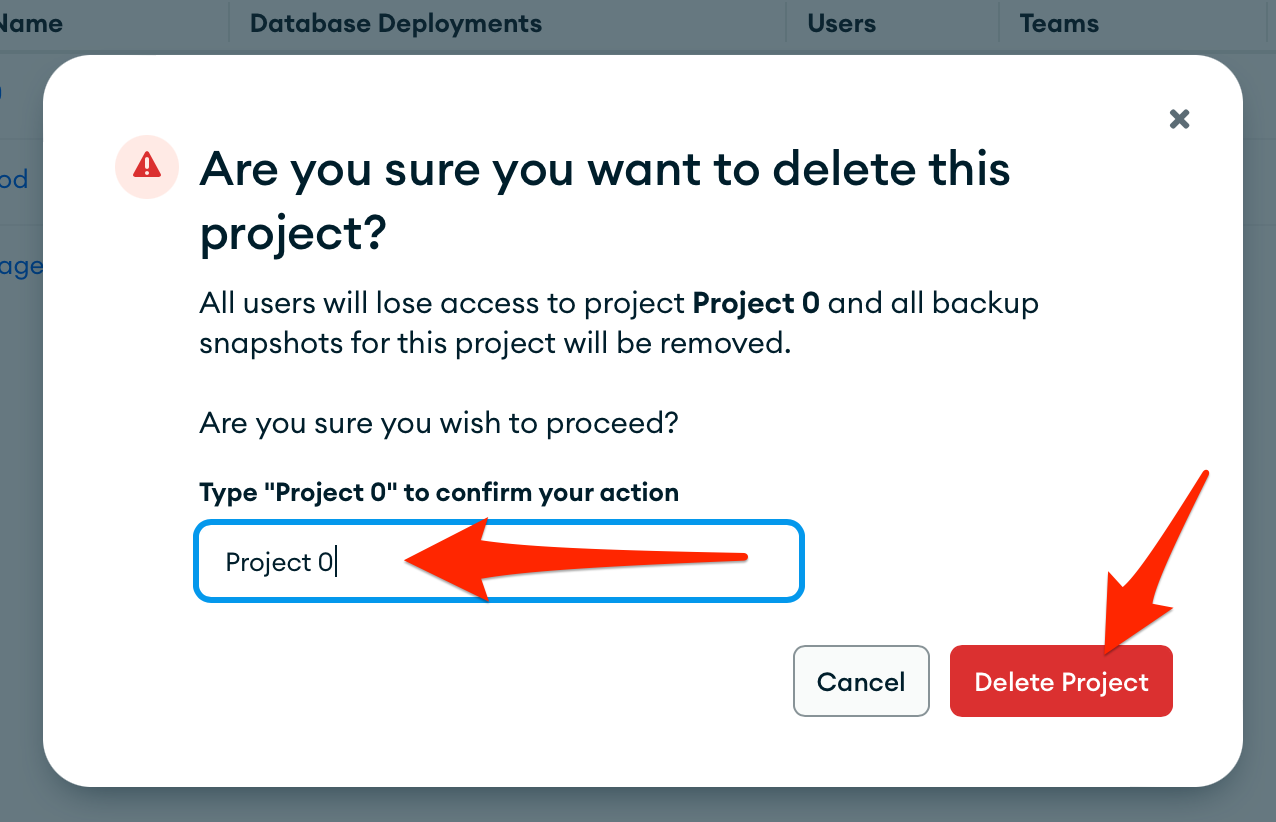 Name Database Deployments Users Teams
Are you sure you want to delete this
project?
All users will lose access to project Project 0 and all backup
snapshots for this project will be removed.
Are you sure you wish to proceed?
Type "Project 0" to confirm your action
Project 0
Cancel Delete Project